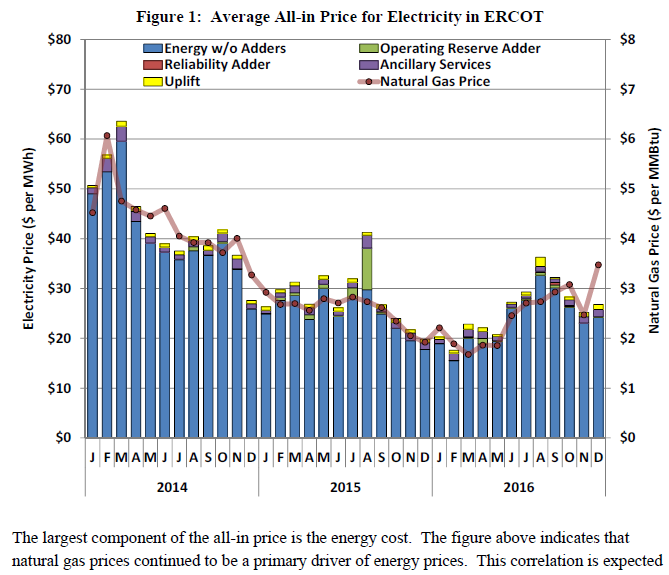 Figure 1: Average All-in Price for Electricity in ERCOT
$80
$70
$60
$50
$40
$30
$20
$10
$0
Electricity Price ($ per MWh)
Energy w/o Adders
Operating Reserve Adder
Reliability Adder
Ancillary Services
Uplift
Natural Gas Price
$8
$7
$6
$5
$4
$3
$2
$1
$0
Natural Gas Price ($ per MMBtu)
J F M A M J J A S O N D J F M A M J J A S O N D J F M A M J J A S O N D
2014 2015 2016
The largest component of the all-in price is the energy cost. The figure above indicates that
natural gas prices continued to be a primary driver of energy prices. This correlation is expected